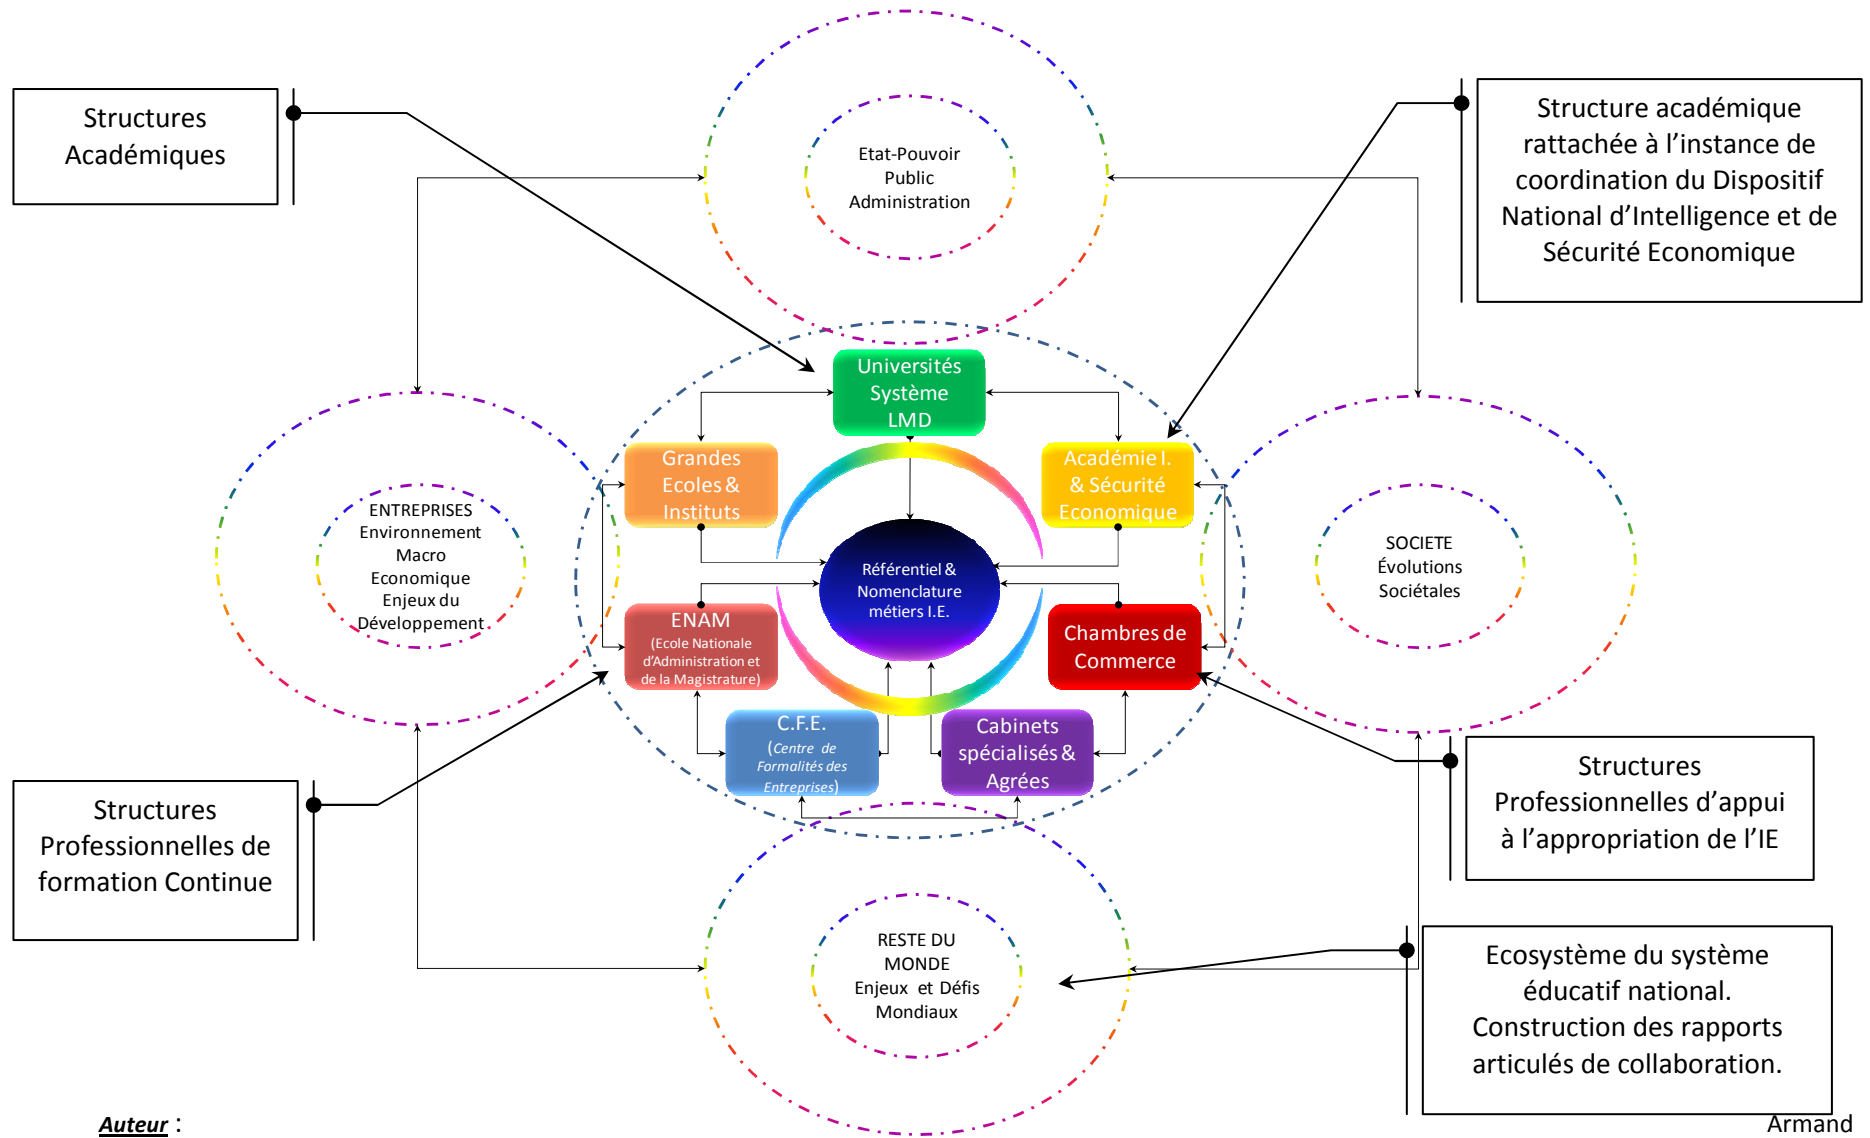 Structures
Académiques
Etat-Pouvoir
Public
Administration
Structure académique
rattachée à l’instance de
coordination du Dispositif
National d’Intelligence et de
Sécurité Economique
Universités
Système
LMD
Grandes
Ecoles &
Instituts
Académie I.
& Sécurité
Economique
ENTREPRISES
Environnement
Macro
Economique
Enjeux du
Développement
Référentiel &
Nomenclature
métiers I.E.
SOCIETE
Évolutions
Sociétales
ENAM
(Ecole Nationale
d’Administration et
de la Magistrature)
Chambres de
Commerce
C.F.E.
(Centre de
Formalités des
Entreprises)
Cabinets
spécialisés &
Agrées
Structures
Professionnelles de
formation Continue
Structures
Professionnelles d’appui
à l’appropriation de l’IE
RESTE DU
MONDE
Enjeux et Défis
Mondiaux
Ecosystème du système
éducatif national.
Construction des rapports
articulés de collaboration.
Auteur :
Armand